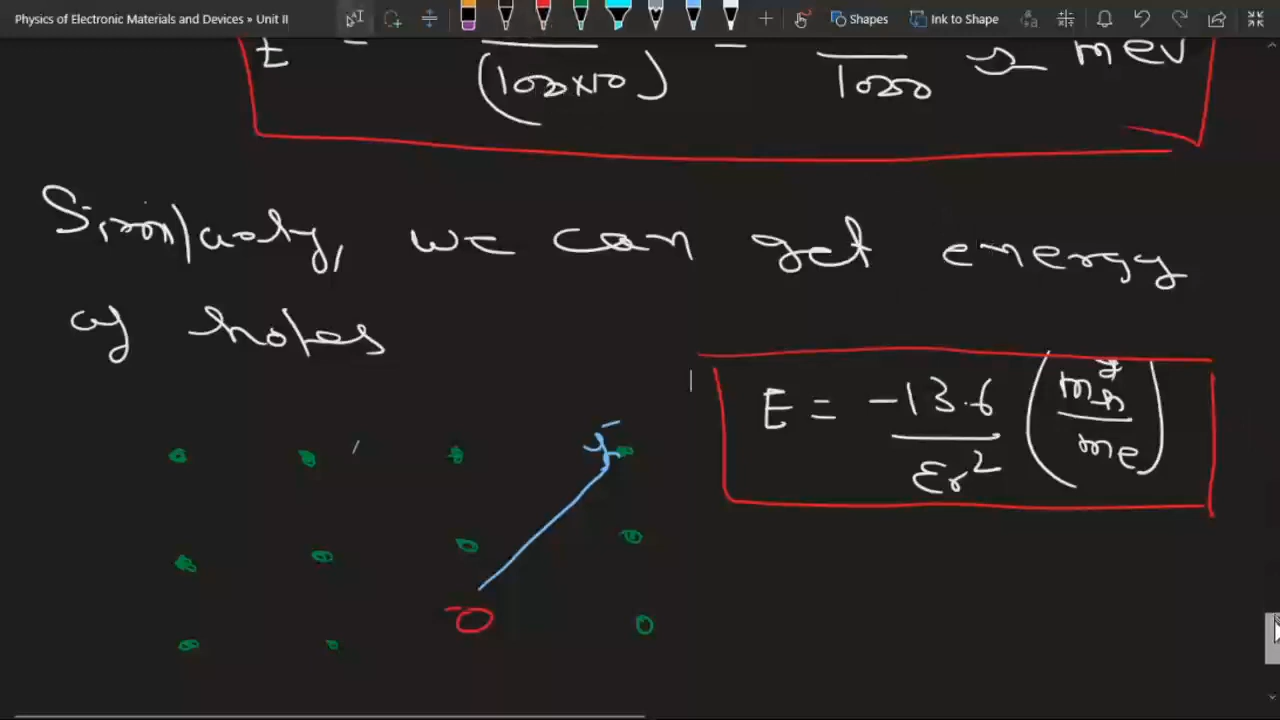 Physics of Electronic Materials and Devices » Unit II
Shapes
Ink to Shape
E = (100×10) = 1000 ≈ mev
Similarly, we can get energy
of holes
E = -13.6 / εr² (mh* / me)